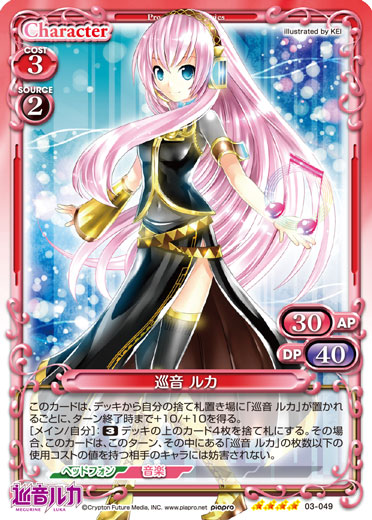 Character
COST
3
SOURCE
2
illustrated by KEI
30 AP
DP 40
巡音 ルカ
このカードは、デッキから自分の捨て札置き場に「巡音 ルカ」が置かれ
るごとに、ターン終了時まで+10/+10を得る。
[メイン/自分]:3 デッキの上のカード4枚を捨て札にする。その場
合、このカードは、このターン、その中にある「巡音 ルカ」の枚数以下の
使用コストの値を持つ相手のキャラには妨害されない。
ヘッドフォン 音楽
巡音ルカ
MEGURINE LUKA
©Crypton Future Media, INC. www.piapro.net piapro
03-049